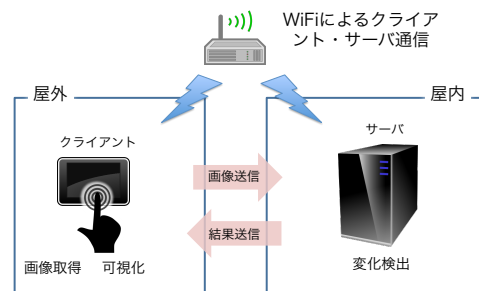 WiFiによるクライア
ント・サーバ通信
屋外
屋内
クライアント
サーバ
画像送信
結果送信
画像取得 可視化
変化検出